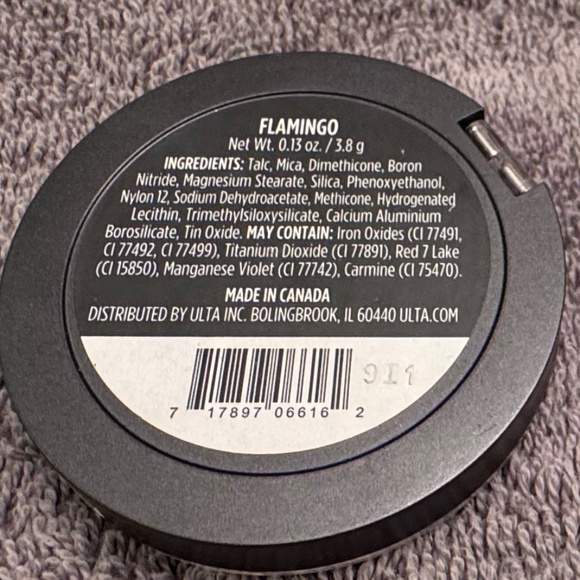 FLAMINGO
Net Wt. 0.13 oz. / 3.8 g
INGREDIENTS: Talc, Mica, Dimethicone, Boron
Nitride, Magnesium Stearate, Silica, Phenoxyethanol,
Nylon 12, Sodium Dehydroacetate, Methicone, Hydrogenated
Lecithin, Trimethylsiloxysilicate, Calcium Aluminium
Borosilicate, Tin Oxide. MAY CONTAIN: Iron Oxides (CI 77491,
CI 77492, CI 77499), Titanium Dioxide (CI 77891), Red 7 Lake
(CI 15850), Manganese Violet (CI 77742), Carmine (CI 75470).
MADE IN CANADA
DISTRIBUTED BY ULTA INC. BOLINGBROOK, IL 60440 ULTA.COM
9I1
7 17897 06616 2